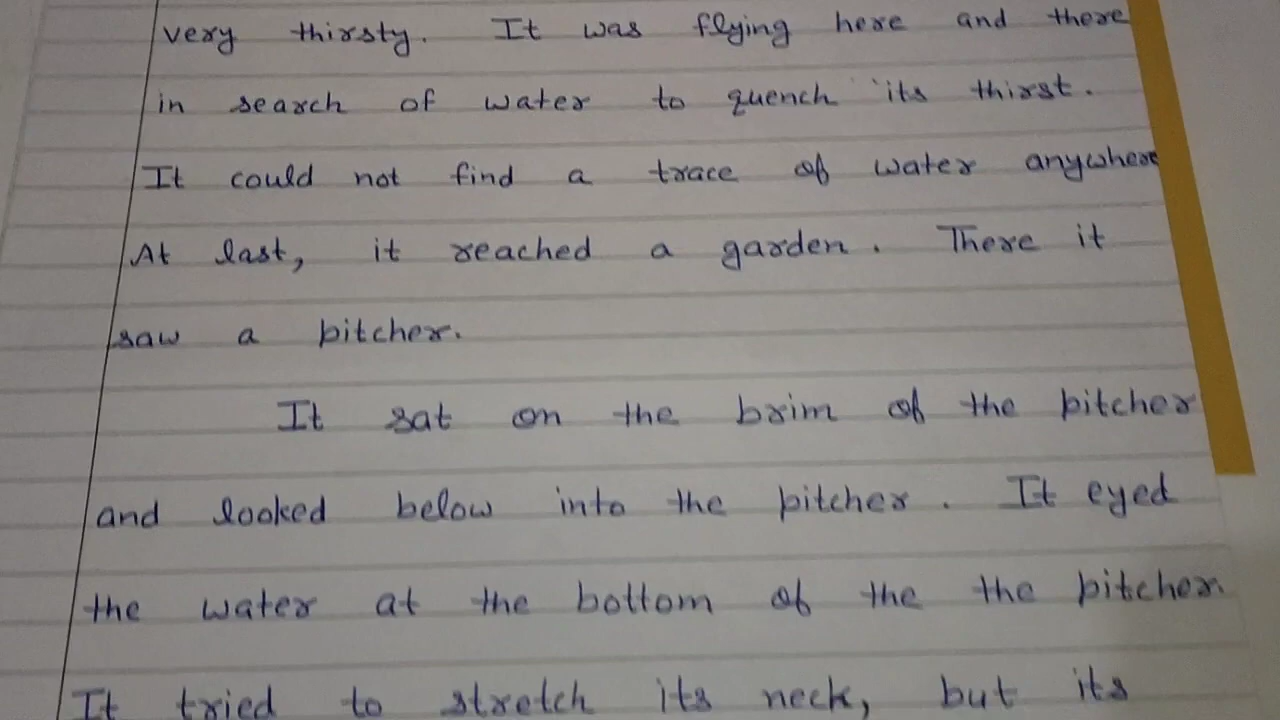 very thirsty. It was flying here and there
in search of water to quench its thirst.
It could not find a trace of water anywhere
At last, it reached a garden. There it
saw a pitcher.
It sat on the brim of the pitcher
and looked below into the pitcher. It eyed
the water at the bottom of the the pitcher.
It tried to stretch its neck, but its